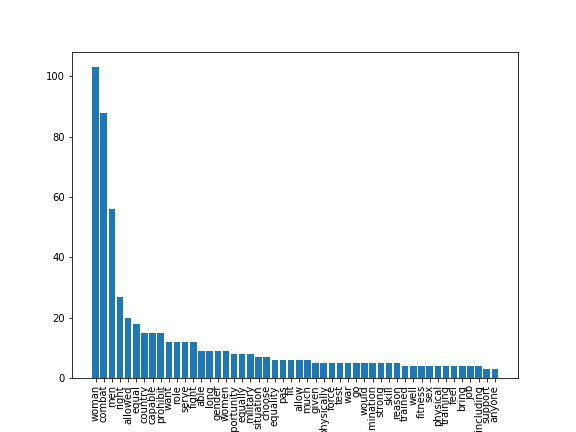 100
80
60
40
20
0
woman
combat
men
right
allowed
equal
country
capable
prohibit
want
role
serve
fight
able
long
gender
women
portunity
equally
military
situation
choose
equality
pas
fit
allow
much
given
physically
force
test
war
go
would
mination
strong
skill
reason
trained
well
fitness
sex
physical
training
feel
bring
job
including
support
anyone